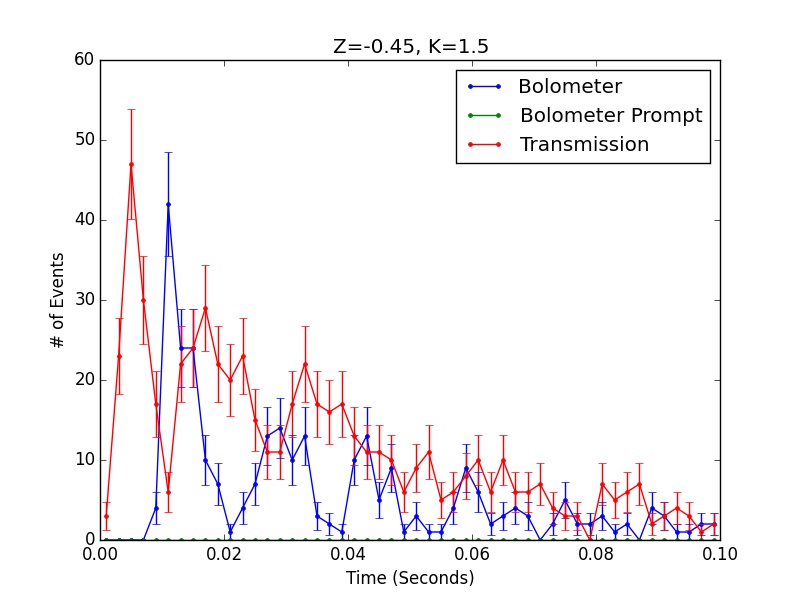 Z=-0.45, K=1.5
60
50
40
30
20
10
0
# of Events
Bolometer
Bolometer Prompt
Transmission
0.00 0.02 0.04 0.06 0.08 0.10
Time (Seconds)